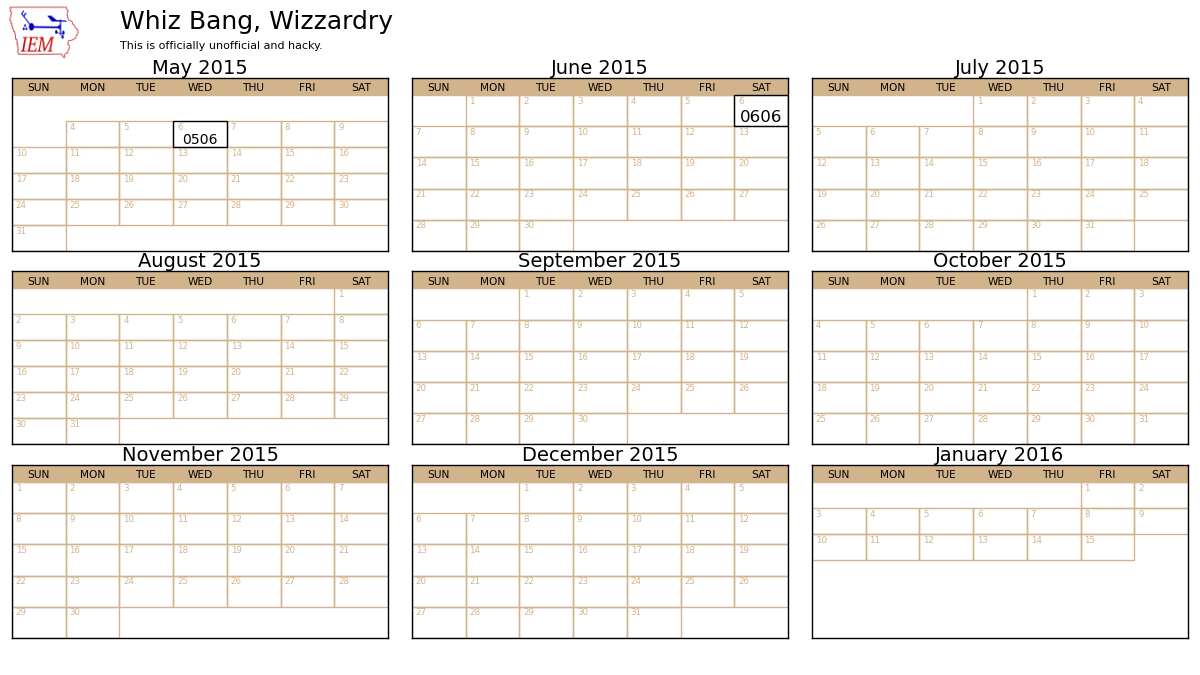 IEM
Whiz Bang, Wizzardry
This is officially unofficial and hacky.
May 2015
SUN MON TUE WED THU FRI SAT
4 5 6 7 8 9
0506
10 11 12 13 14 15 16
17 18 19 20 21 22 23
24 25 26 27 28 29 30
31
June 2015
SUN MON TUE WED THU FRI SAT
1 2 3 4 5 6
0606
7 8 9 10 11 12 13
14 15 16 17 18 19 20
21 22 23 24 25 26 27
28 29 30
July 2015
SUN MON TUE WED THU FRI SAT
1 2 3 4
5 6 7 8 9 10 11
12 13 14 15 16 17 18
19 20 21 22 23 24 25
26 27 28 29 30 31
August 2015
SUN MON TUE WED THU FRI SAT
1
2 3 4 5 6 7 8
9 10 11 12 13 14 15
16 17 18 19 20 21 22
23 24 25 26 27 28 29
30 31
September 2015
SUN MON TUE WED THU FRI SAT
1 2 3 4 5
6 7 8 9 10 11 12
13 14 15 16 17 18 19
20 21 22 23 24 25 26
27 28 29 30
October 2015
SUN MON TUE WED THU FRI SAT
1 2 3
4 5 6 7 8 9 10
11 12 13 14 15 16 17
18 19 20 21 22 23 24
25 26 27 28 29 30 31
November 2015
SUN MON TUE WED THU FRI SAT
1 2 3 4 5 6 7
8 9 10 11 12 13 14
15 16 17 18 19 20 21
22 23 24 25 26 27 28
29 30
December 2015
SUN MON TUE WED THU FRI SAT
1 2 3 4 5
6 7 8 9 10 11 12
13 14 15 16 17 18 19
20 21 22 23 24 25 26
27 28 29 30 31
January 2016
SUN MON TUE WED THU FRI SAT
1 2
3 4 5 6 7 8 9
10 11 12 13 14 15